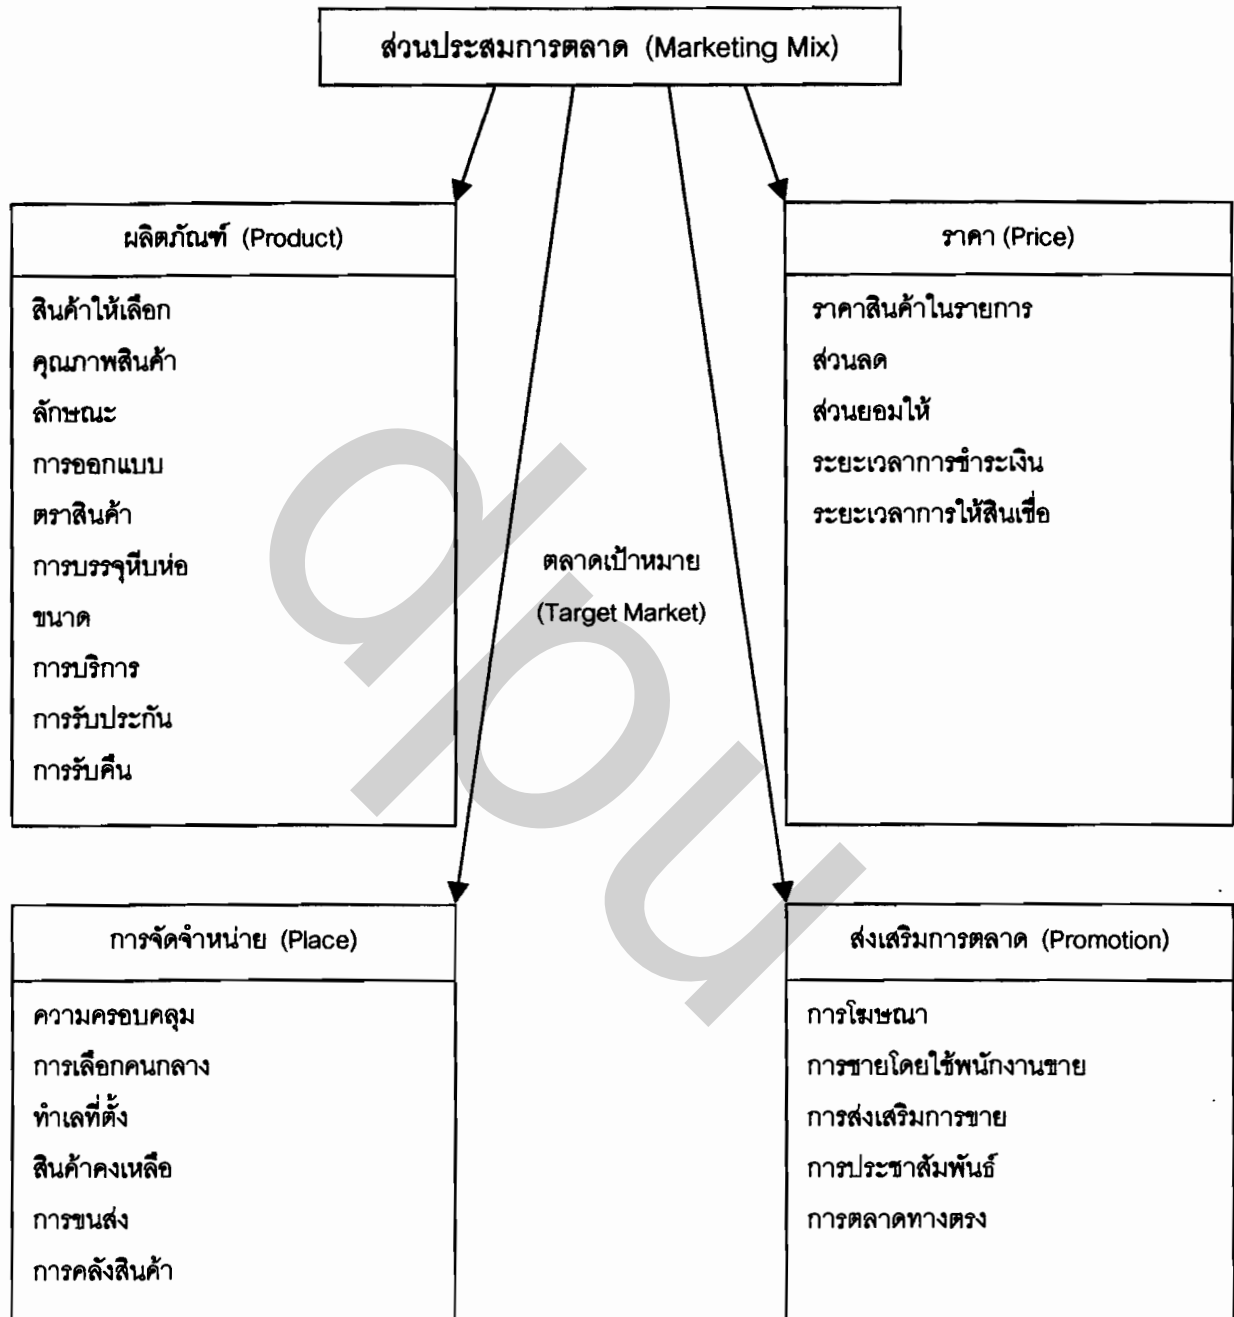 ส่วนประสมการตลาด (Marketing Mix)
ผลิตภัณฑ์ (Product)
สินค้าให้เลือก
คุณภาพสินค้า
ลักษณะ
การออกแบบ
ตราสินค้า
การบรรจุหีบห่อ
ขนาด
การบริการ
การรับประกัน
การรับคืน
ราคา (Price)
ราคาสินค้าในรายการ
ส่วนลด
ส่วนยอมให้
ระยะเวลาการชำระเงิน
ระยะเวลาการให้สินเชื่อ
ตลาดเป้าหมาย
(Target Market)
dpu
การจัดจำหน่าย (Place)
ความครอบคลุม
การเลือกคนกลาง
ทำเลที่ตั้ง
สินค้าคงเหลือ
การขนส่ง
การคลังสินค้า
ส่งเสริมการตลาด (Promotion)
การโฆษณา
การขายโดยใช้พนักงานขาย
การส่งเสริมการขาย
การประชาสัมพันธ์
การตลาดทางตรง